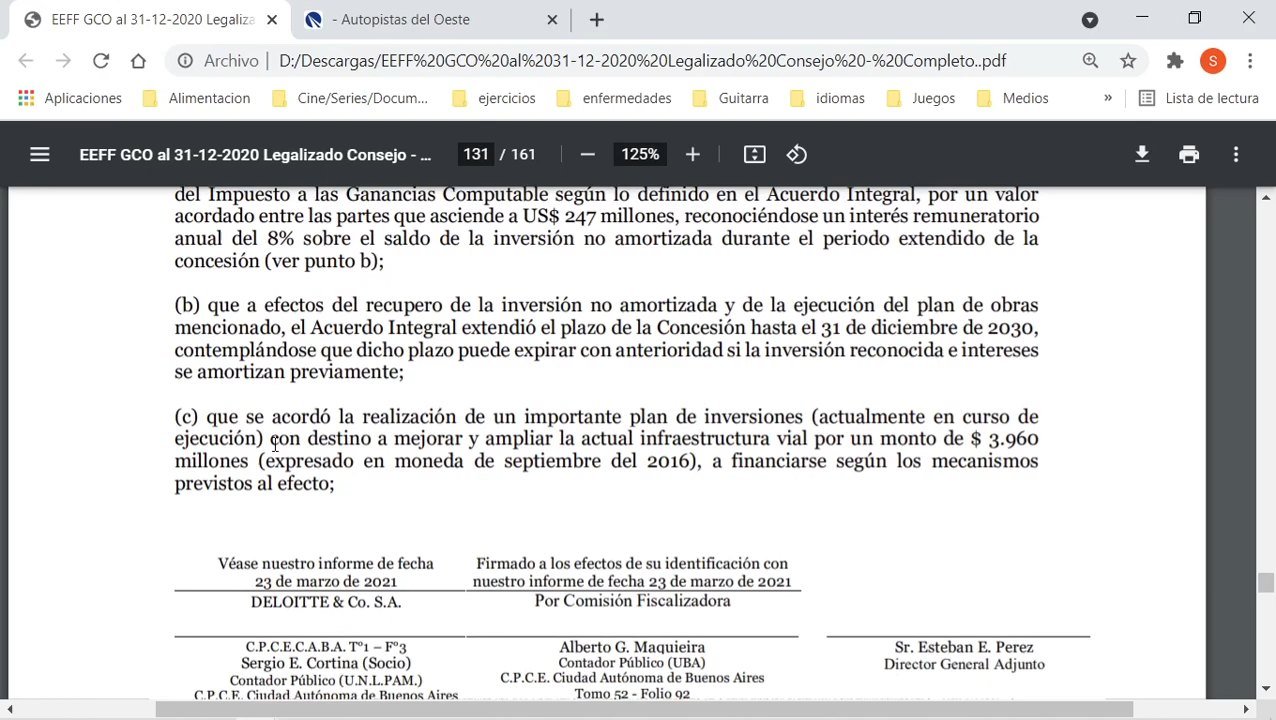 EEFF GCO al 31-12-2020 Legaliza
- Autopistas del Oeste
Archivo D:/Descargas/EEFF%20GCO%20al%2031-12-2020%20Legalizado%20Consejo%20-%20Completo..pdf
S
Aplicaciones Alimentacion Cine/Series/Docum... ejercicios enfermedades Guitarra idiomas Juegos Medios » Lista de lectura
EEFF GCO al 31-12-2020 Legalizado Consejo - ... 131 / 161 125%
del Impuesto a las Ganancias Computable según lo definido en el Acuerdo Integral, por un valor
acordado entre las partes que asciende a US$ 247 millones, reconociéndose un interés remuneratorio
anual del 8% sobre el saldo de la inversión no amortizada durante el periodo extendido de la
concesión (ver punto b);
(b) que a efectos del recupero de la inversión no amortizada y de la ejecución del plan de obras
mencionado, el Acuerdo Integral extendió el plazo de la Concesión hasta el 31 de diciembre de 2030,
contemplándose que dicho plazo puede expirar con anterioridad si la inversión reconocida e intereses
se amortizan previamente;
(c) que se acordó la realización de un importante plan de inversiones (actualmente en curso de
ejecución) con destino a mejorar y ampliar la actual infraestructura vial por un monto de $ 3.960
millones (expresado en moneda de septiembre del 2016), a financiarse según los mecanismos
previstos al efecto;
Véase nuestro informe de fecha
23 de marzo de 2021
DELOITTE & Co. S.A.
C.P.C.E.C.A.B.A. Tº1 – Fº3
Sergio E. Cortina (Socio)
Contador Público (U.N.L.PAM.)
C.P.C.E. Ciudad Autónoma de Buenos Aires
Firmado a los efectos de su identificación con
nuestro informe de fecha 23 de marzo de 2021
Por Comisión Fiscalizadora
Alberto G. Maquieira
Contador Público (UBA)
C.P.C.E. Ciudad Autónoma de Buenos Aires
Tomo 52 - Folio 92
Sr. Esteban E. Perez
Director General Adjunto